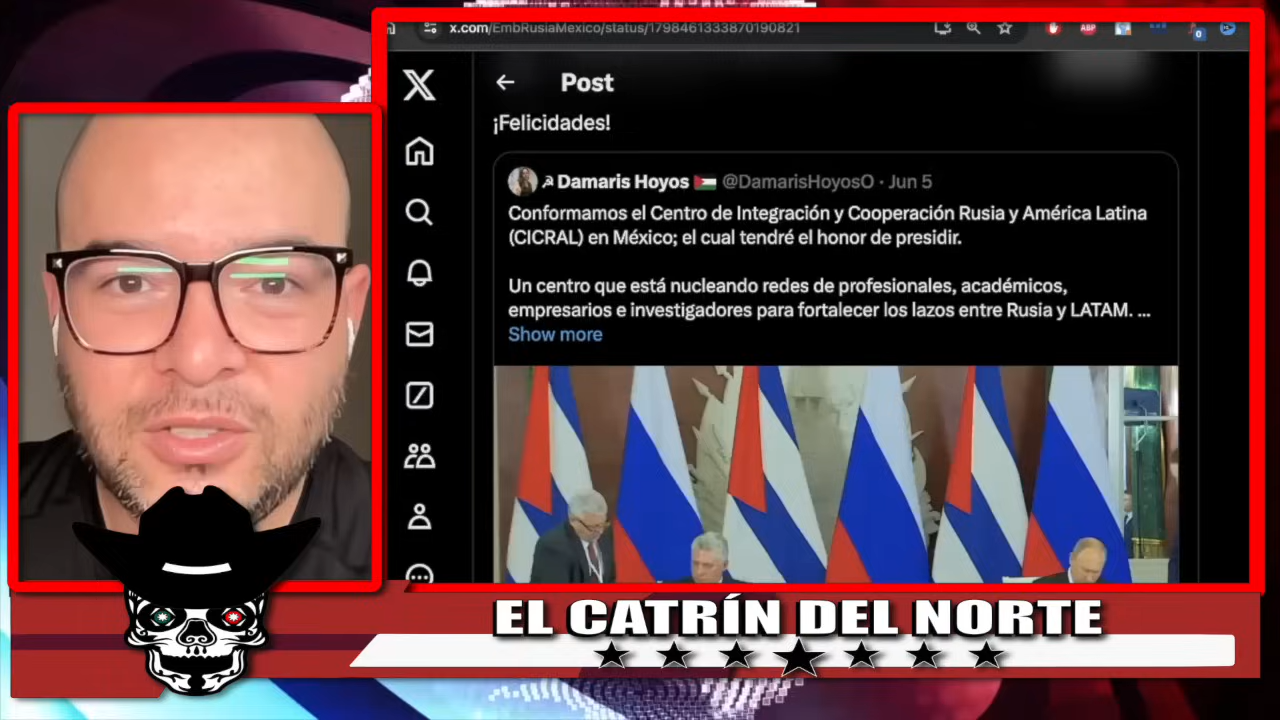 x.com/EmbRusiaMexico/status/1798461333870190821
ABP
0
Post
¡Felicidades!
Damaris Hoyos @DamarisHoyosO · Jun 5
Conformamos el Centro de Integración y Cooperación Rusia y América Latina
(CICRAL) en México; el cual tendré el honor de presidir.
Un centro que está nucleando redes de profesionales, académicos,
empresarios e investigadores para fortalecer los lazos entre Rusia y LATAM. ...
Show more
EL CATRÍN DEL NORTE